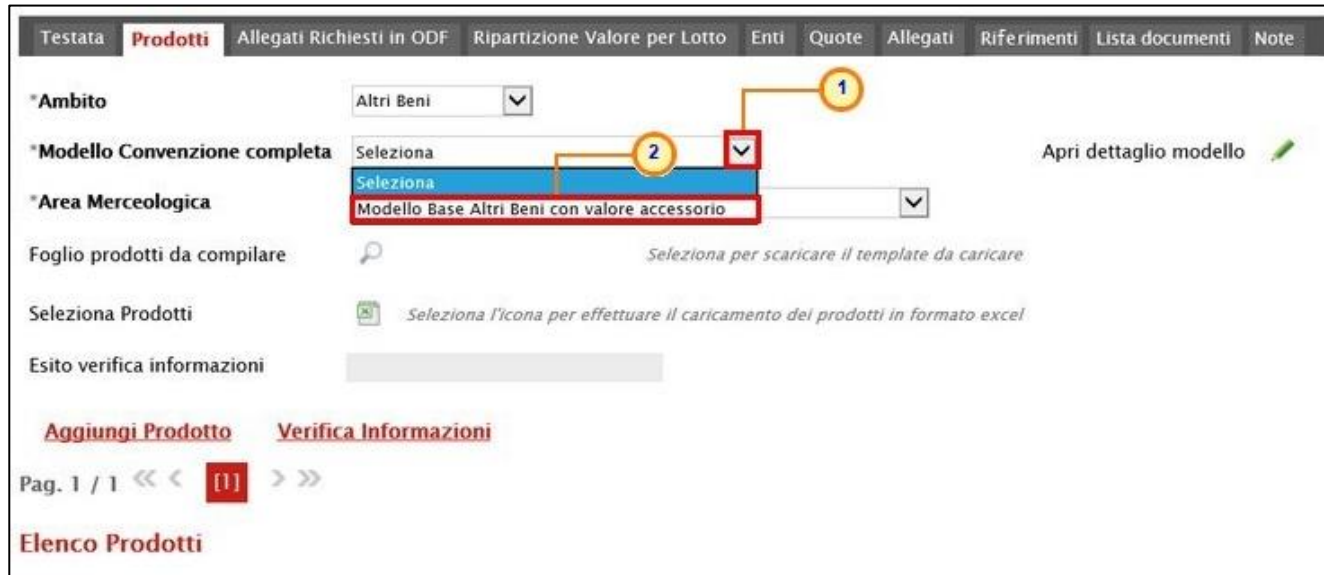 Testata Prodotti Allegati Richiesti in ODF Ripartizione Valore per Lotto Enti Quote Allegati Riferimenti Lista documenti Note
*Ambito Altri Beni 1
*Modello Convenzione completa Seleziona 2 Apri dettaglio modello
Seleziona
*Area Merceologica Modello Base Altri Beni con valore accessorio
Foglio prodotti da compilare Seleziona per scaricare il template da caricare
Seleziona Prodotti Seleziona l'icona per effettuare il caricamento dei prodotti in formato excel
Esito verifica informazioni
Aggiungi Prodotto Verifica Informazioni
Pag. 1 / 1 << < [1] > >>
Elenco Prodotti